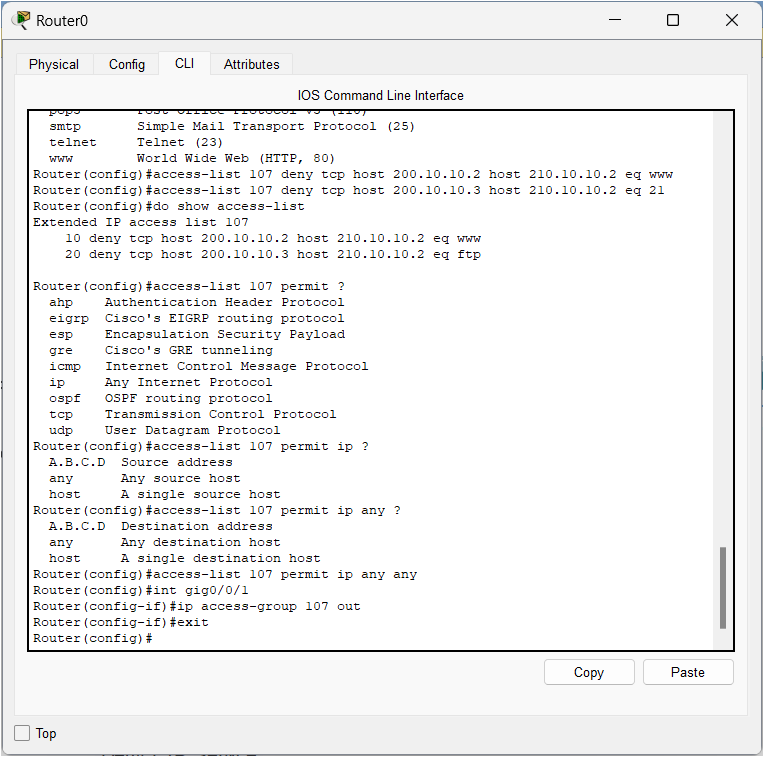 Router0
Physical Config CLI Attributes
IOS Command Line Interface
smtp Simple Mail Transport Protocol (25)
telnet Telnet (23)
www World Wide Web (HTTP, 80)
Router(config)#access-list 107 deny tcp host 200.10.10.2 host 210.10.10.2 eq www
Router(config)#access-list 107 deny tcp host 200.10.10.3 host 210.10.10.2 eq 21
Router(config)#do show access-list
Extended IP access list 107
10 deny tcp host 200.10.10.2 host 210.10.10.2 eq www
20 deny tcp host 200.10.10.3 host 210.10.10.2 eq ftp
Router(config)#access-list 107 permit ?
ahp Authentication Header Protocol
eigrp Cisco's EIGRP routing protocol
esp Encapsulation Security Payload
gre Cisco's GRE tunneling
icmp Internet Control Message Protocol
ip Any Internet Protocol
ospf OSPF routing protocol
tcp Transmission Control Protocol
udp User Datagram Protocol
Router(config)#access-list 107 permit ip ?
A.B.C.D Source address
any Any source host
host A single source host
Router(config)#access-list 107 permit ip any ?
A.B.C.D Destination address
any Any destination host
host A single destination host
Router(config)#access-list 107 permit ip any any
Router(config)#int gig0/0/1
Router(config-if)#ip access-group 107 out
Router(config-if)#exit
Router(config)#
Copy Paste
Top